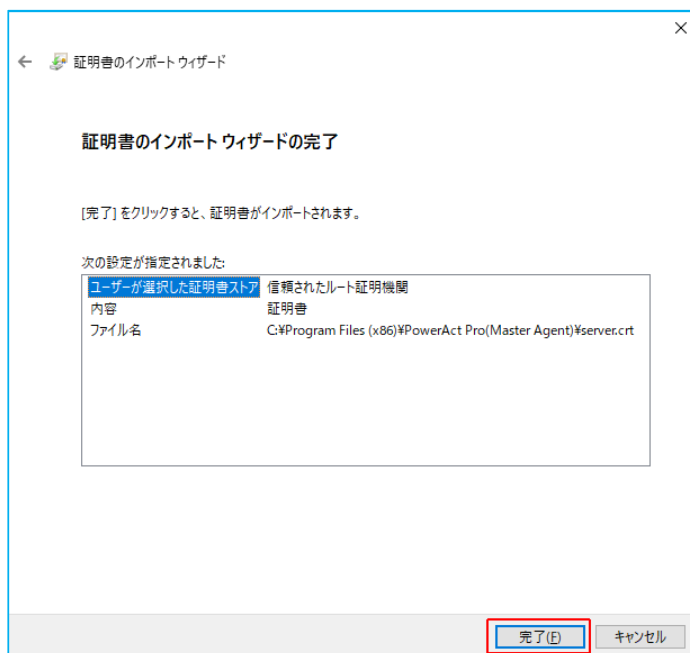 証明書のインポート ウィザード
証明書のインポート ウィザードの完了
[完了] をクリックすると、証明書がインポートされます。
次の設定が指定されました:
ユーザーが選択した証明書ストア 信頼されたルート証明機関
内容 証明書
ファイル名 C:¥Program Files (x86)¥PowerAct Pro(Master Agent)¥server.crt
完了(F) キャンセル